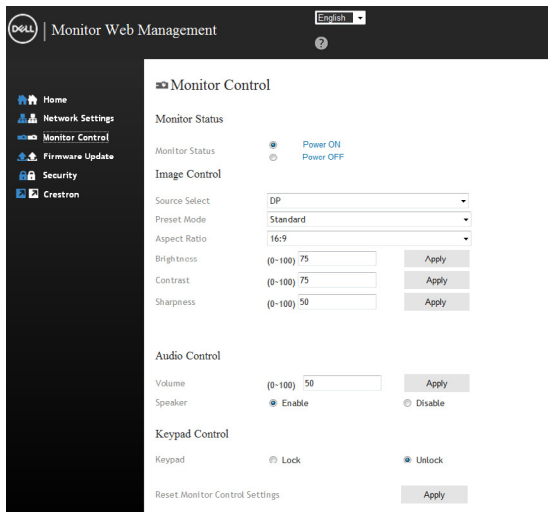 DELL | Monitor Web Management
English
?
Home
Network Settings
Monitor Control
Firmware Update
Security
Crestron
Monitor Control
Monitor Status
Monitor Status Power ON
Power OFF
Image Control
Source Select DP
Preset Mode Standard
Aspect Ratio 16:9
Brightness (0~100) 75 Apply
Contrast (0~100) 75 Apply
Sharpness (0~100) 50 Apply
Audio Control
Volume (0~100) 50 Apply
Speaker Enable Disable
Keypad Control
Keypad Lock Unlock
Reset Monitor Control Settings Apply